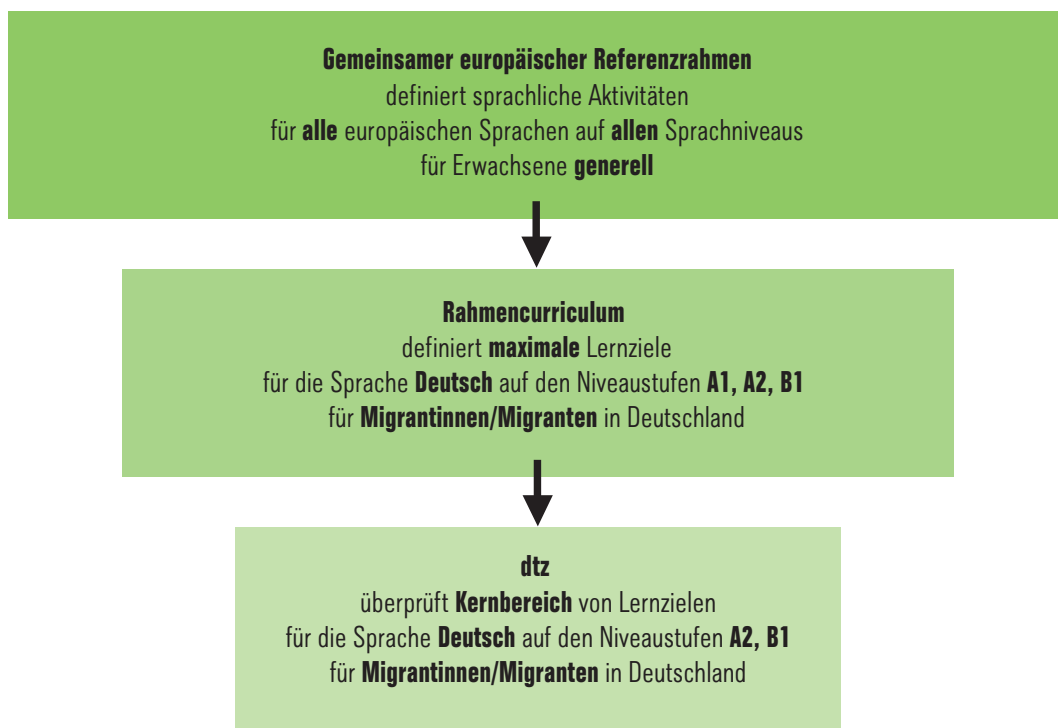 Gemeinsamer europäischer Referenzrahmen
definiert sprachliche Aktivitäten
für alle europäischen Sprachen auf allen Sprachniveaus
für Erwachsene generell
Rahmencurriculum
definiert maximale Lernziele
für die Sprache Deutsch auf den Niveaustufen A1, A2, B1
für Migrantinnen/Migranten in Deutschland
dtz
überprüft Kernbereich von Lernzielen
für die Sprache Deutsch auf den Niveaustufen A2, B1
für Migrantinnen/Migranten in Deutschland